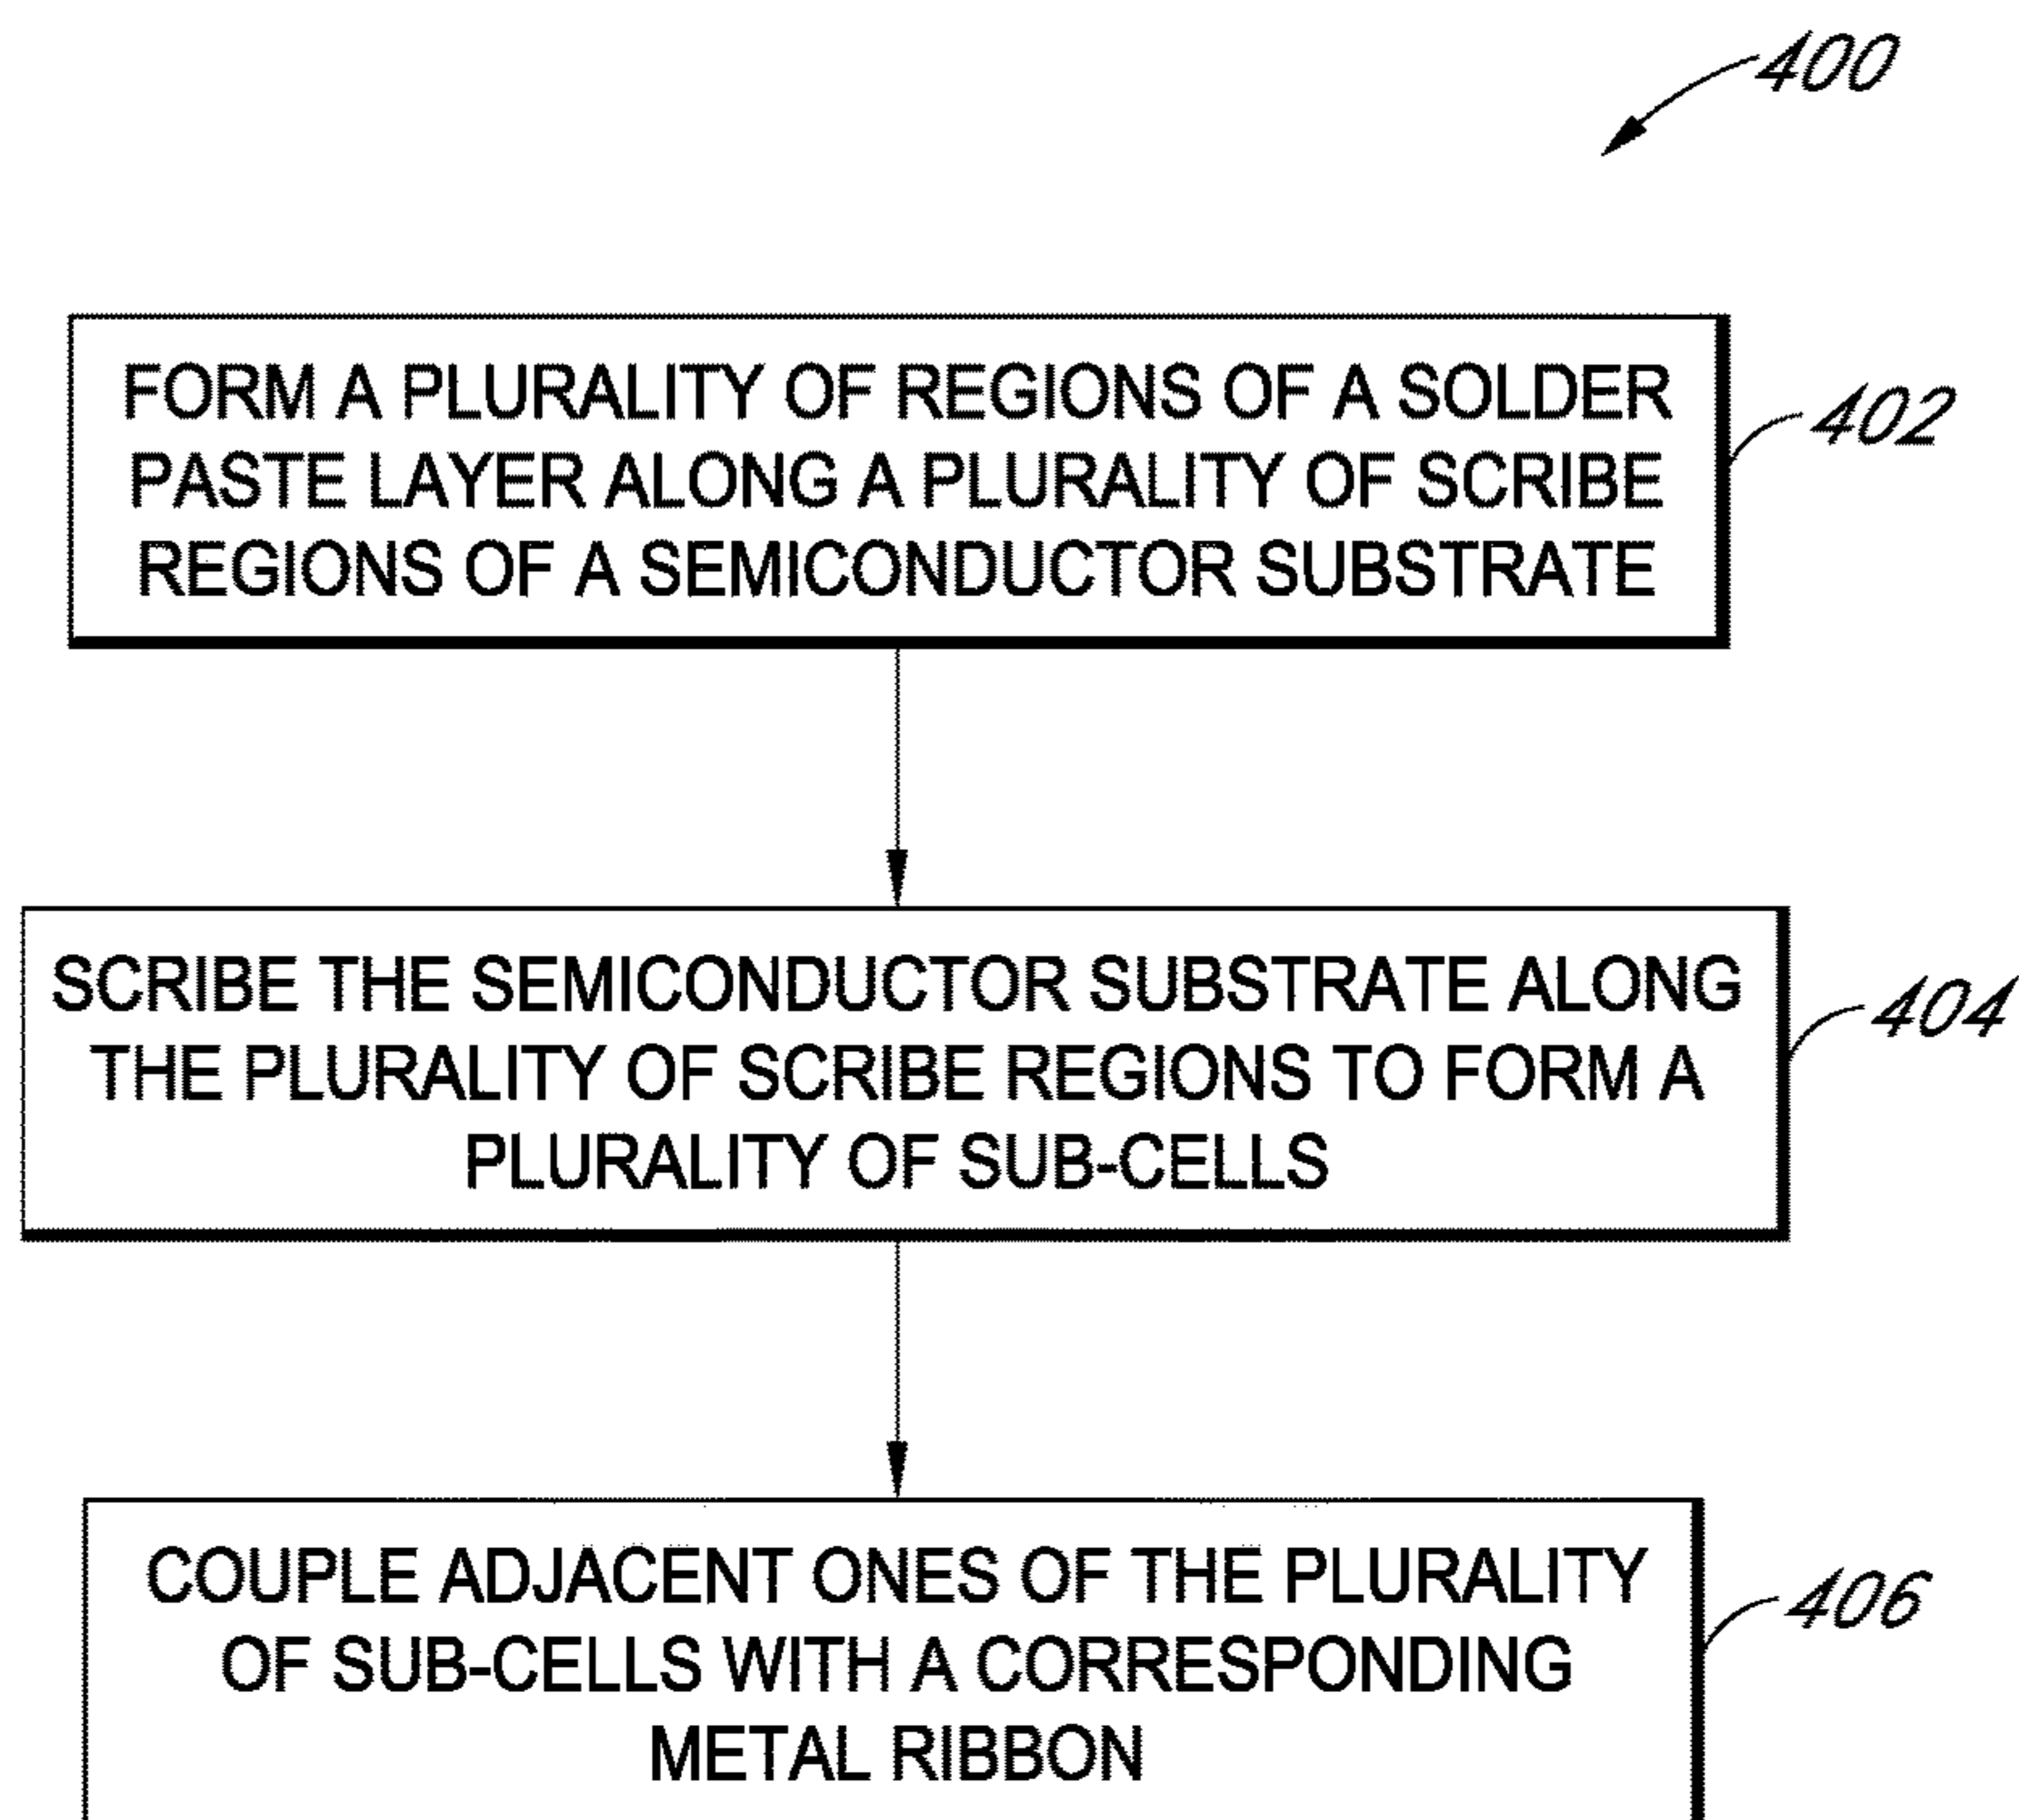 400
FORM A PLURALITY OF REGIONS OF A SOLDER
PASTE LAYER ALONG A PLURALITY OF SCRIBE
REGIONS OF A SEMICONDUCTOR SUBSTRATE
402
SCRIBE THE SEMICONDUCTOR SUBSTRATE ALONG
THE PLURALITY OF SCRIBE REGIONS TO FORM A
PLURALITY OF SUB-CELLS
404
COUPLE ADJACENT ONES OF THE PLURALITY
OF SUB-CELLS WITH A CORRESPONDING
METAL RIBBON
406